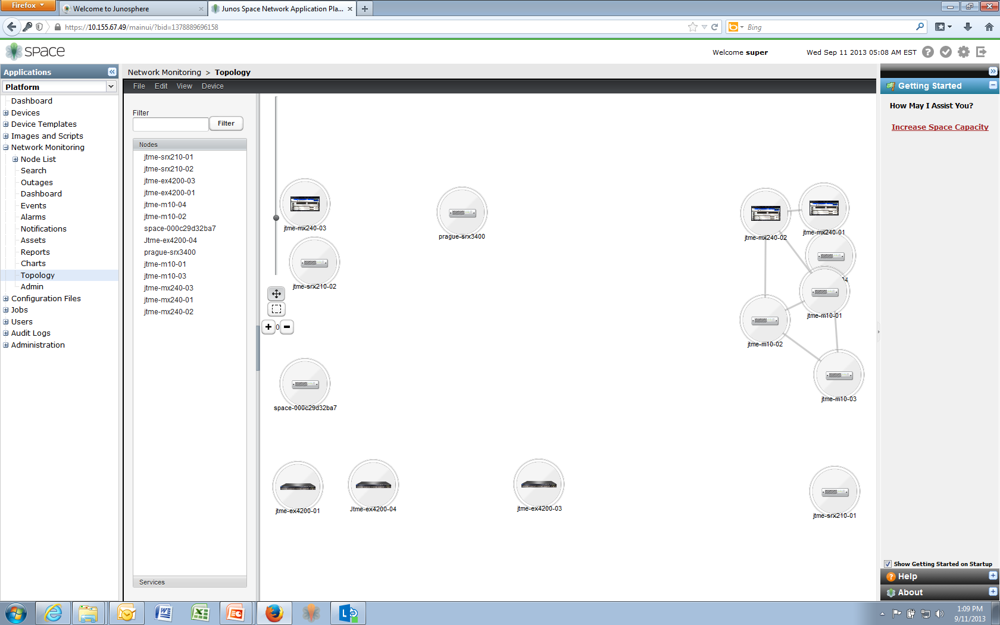 Firefox
Welcome to Junosphere
Junos Space Network Application Pla...
https://10.155.67.49/mainui/?bid=1378889696158
Bing
space
Welcome super
Wed Sep 11 2013 05:08 AM EST
Applications
Platform
Dashboard
Devices
Device Templates
Images and Scripts
Network Monitoring
Node List
Search
Outages
Dashboard
Events
Alarms
Notifications
Assets
Reports
Charts
Topology
Admin
Configuration Files
Jobs
Users
Audit Logs
Administration
Network Monitoring > Topology
File Edit View Device
Filter
Filter
Nodes
jtme-srx210-01
jtme-srx210-02
jtme-ex4200-03
jtme-ex4200-01
jtme-m10-04
jtme-m10-02
space-000c29d32ba7
Jtme-ex4200-04
prague-srx3400
jtme-m10-01
jtme-m10-03
jtme-mx240-03
jtme-mx240-01
jtme-mx240-02
Services
0
jtme-mx240-03
prague-srx3400
jtme-mx240-02
jtme-mx240-01
jtme-srx210-02
04
jtme-m10-01
jtme-m10-02
jtme-m10-03
space-000c29d32ba7
jtme-ex4200-01
Jtme-ex4200-04
jtme-ex4200-03
jtme-srx210-01
Getting Started
How May I Assist You?
Increase Space Capacity
Show Getting Started on Startup
Help
About
1:09 PM
9/11/2013